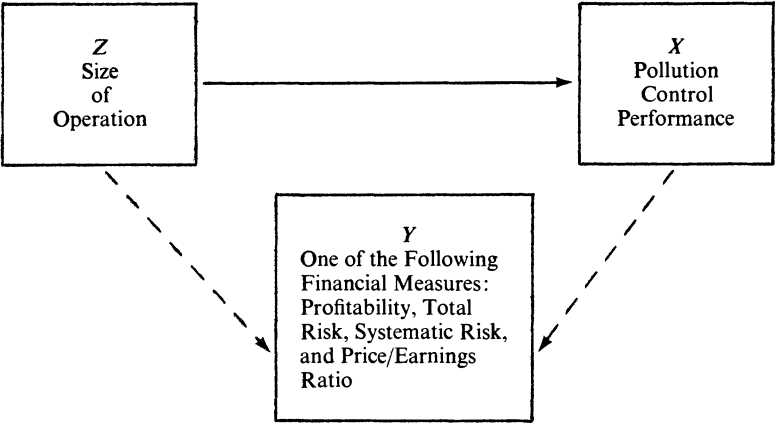 Z
Size
of
Operation
X
Pollution
Control
Performance
Y
One of the Following
Financial Measures:
Profitability, Total
Risk, Systematic Risk,
and Price/Earnings
Ratio